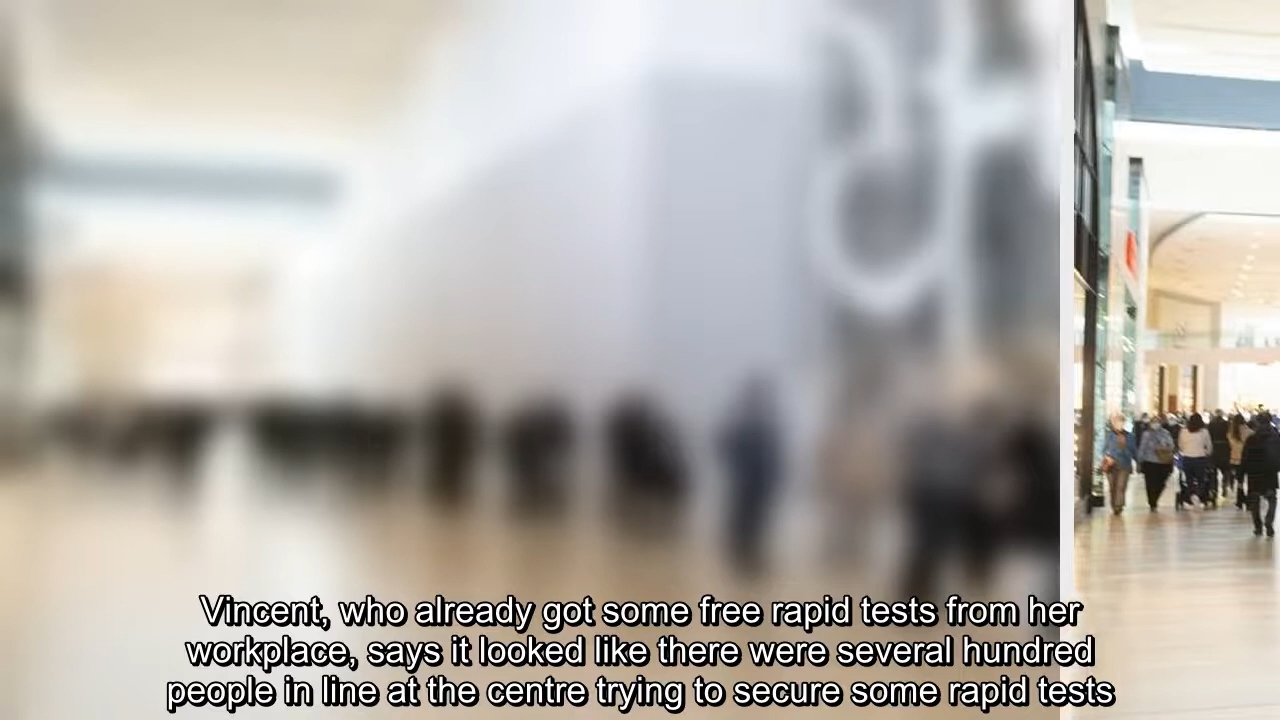 Vincent, who already got some free rapid tests from her
workplace, says it looked like there were several hundred
people in line at the centre trying to secure some rapid tests